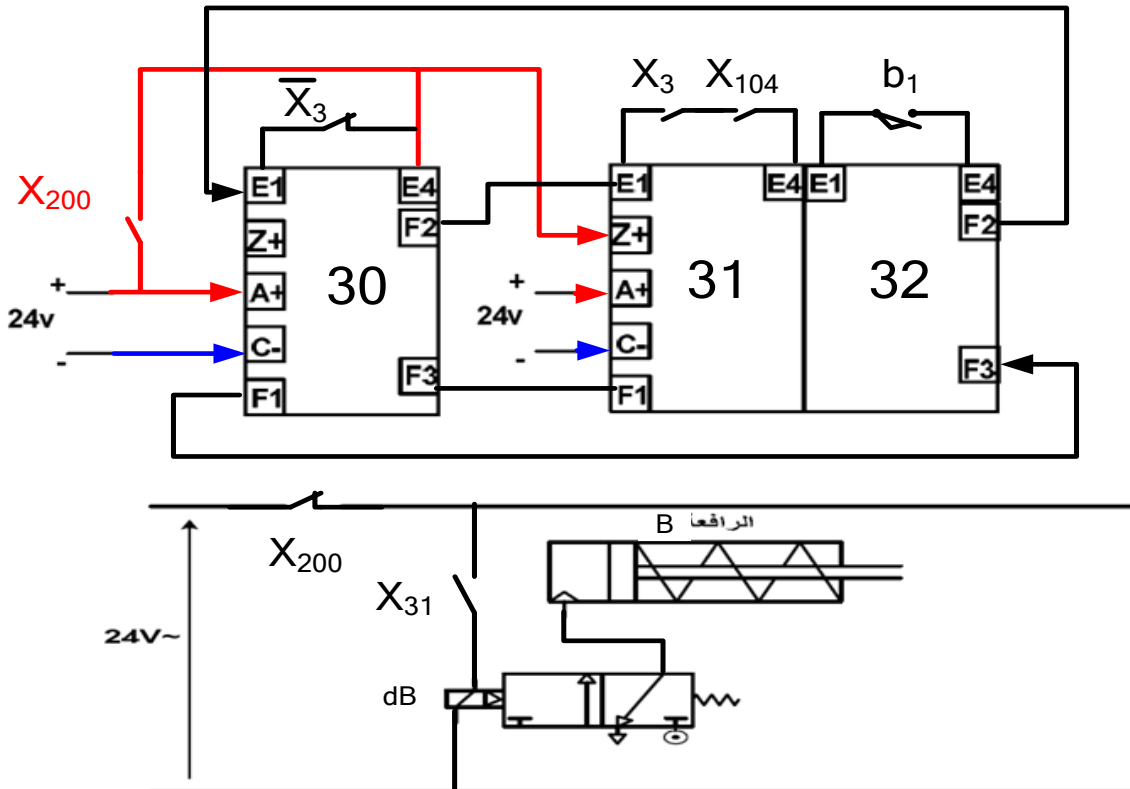 X̅₃
X₃ X₁₀₄ b₁
X₂₀₀
E1 E4 E1 E4 E1 E4
F2 F2
Z+ Z+
30 31 32
+ A+ + A+
24v 24v
- C- - C-
F3 F3
F1 F1
X₂₀₀
B الرافعة
X₃₁
24V~
dB